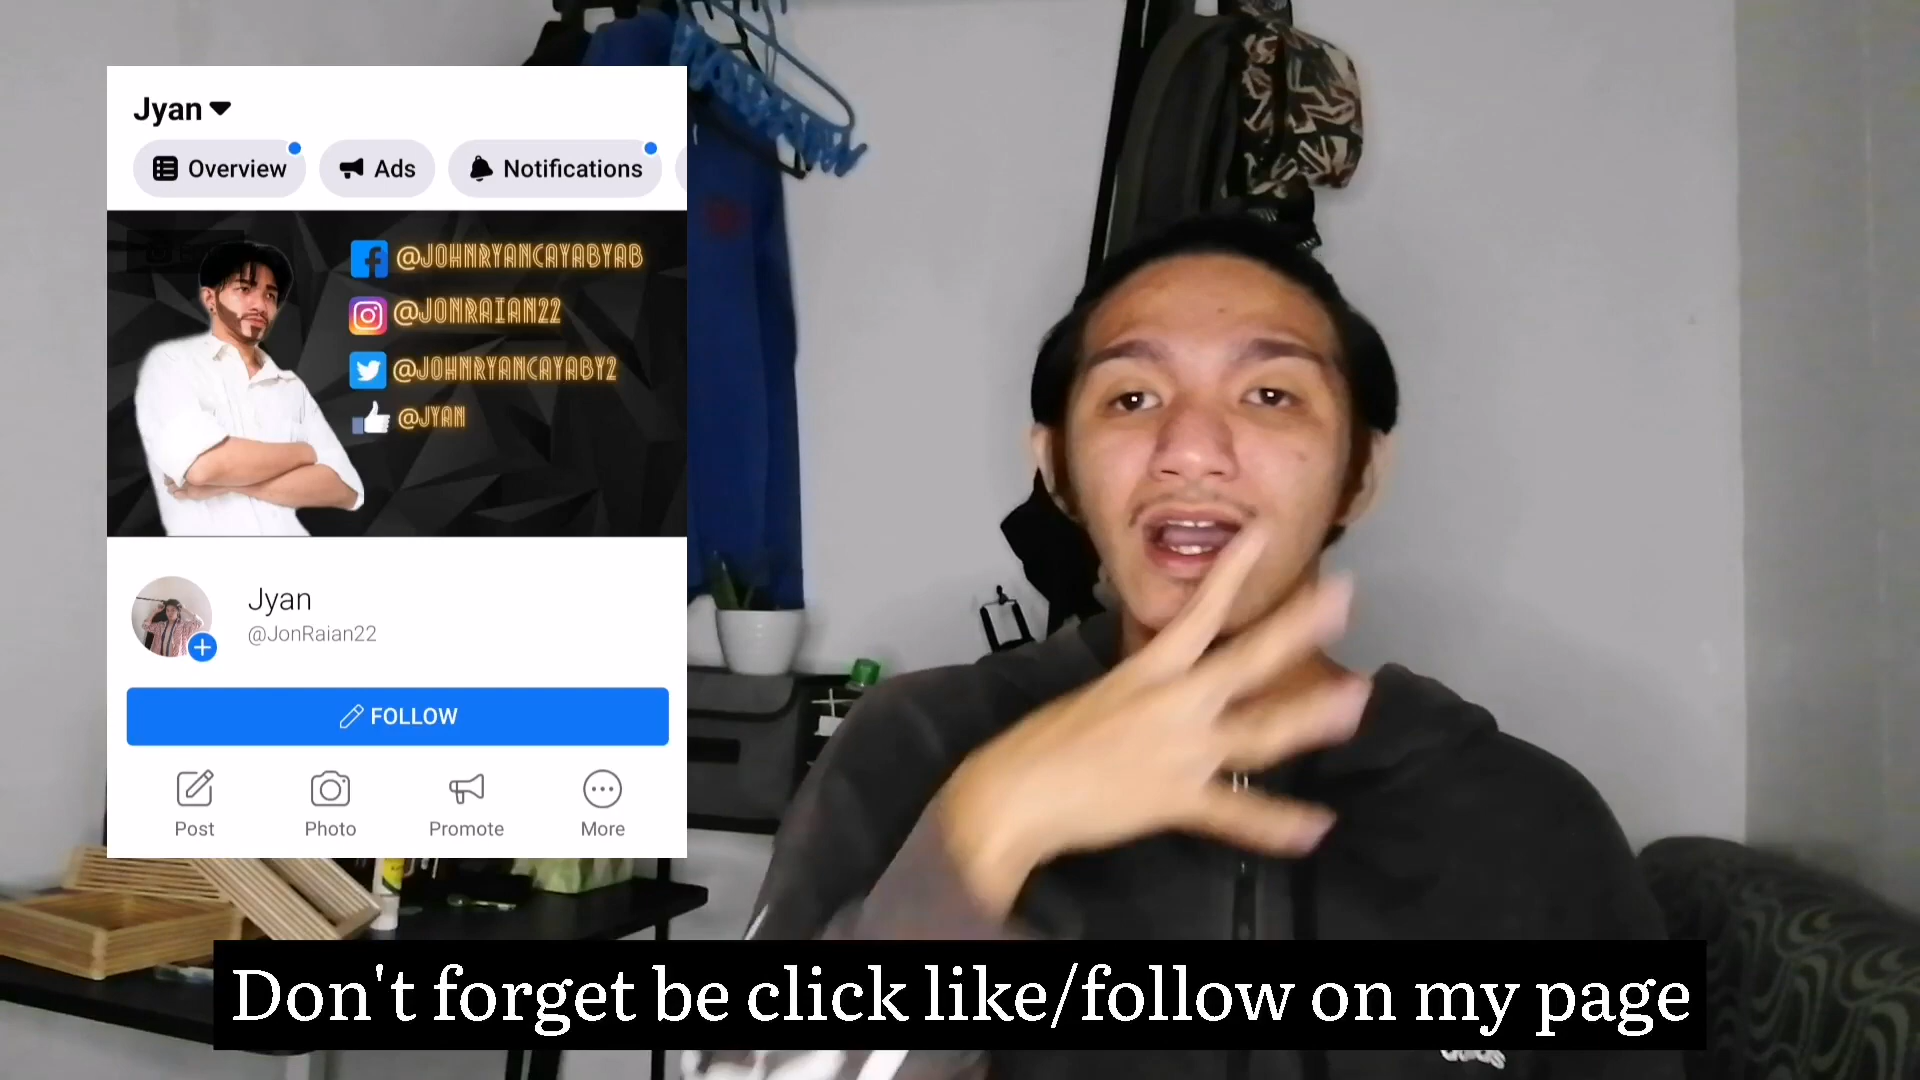 Jyan
Overview
Ads
Notifications
@JOHNRYANCAYABYAB
@JONRAIAN22
@JOHNRYANCAYABY2
@JYAN
Jyan
@JonRaian22
FOLLOW
Post
Photo
Promote
More
Don't forget be click like/follow on my page
adidas